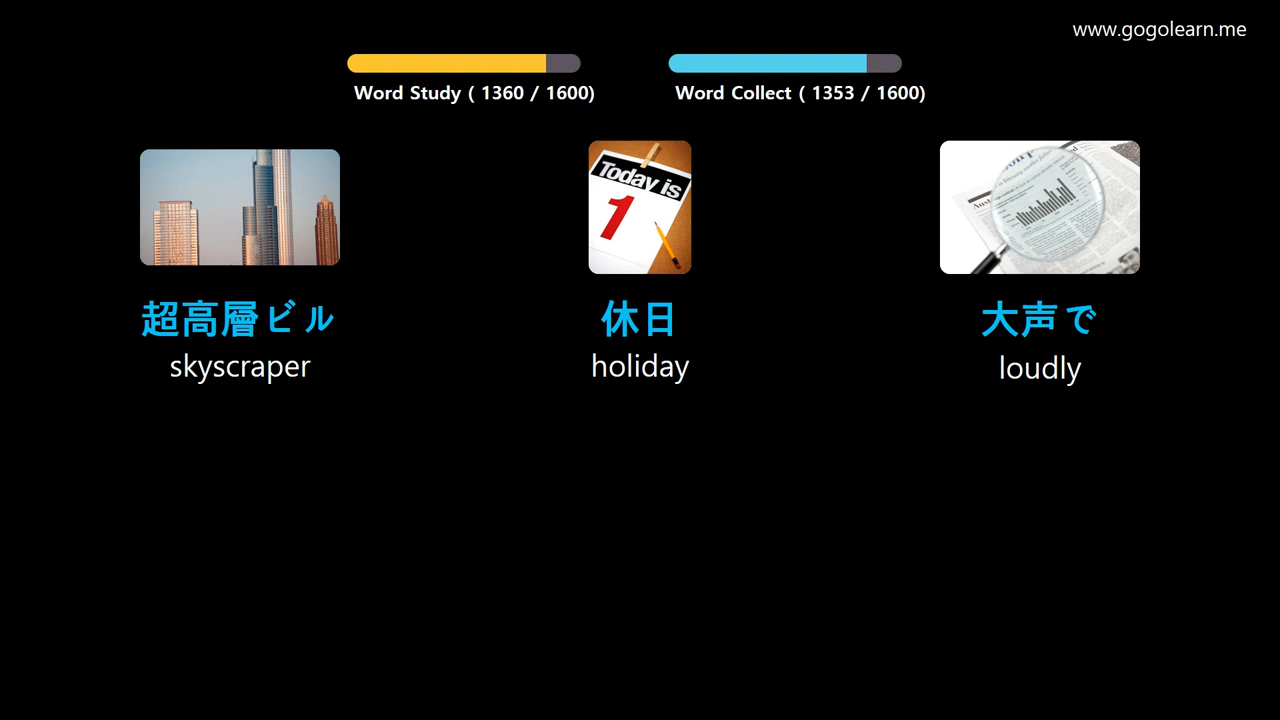 www.gogolearn.me
Word Study ( 1360 / 1600)
Word Collect ( 1353 / 1600)
Today is
1
超高層ビル
休日
大声で
skyscraper
holiday
loudly